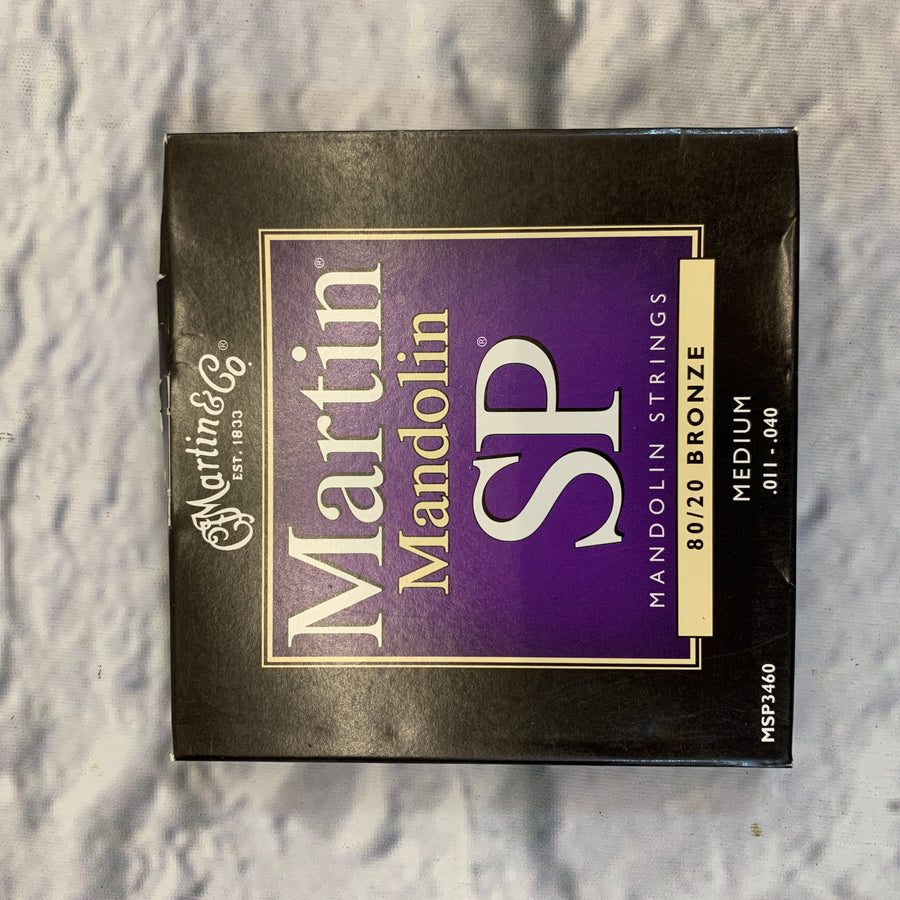 Martin & Co®
EST. 1833
Martin®
Mandolin
SP®
MANDOLIN STRINGS
80/20 BRONZE
MEDIUM
.011 - .040
MSP3460